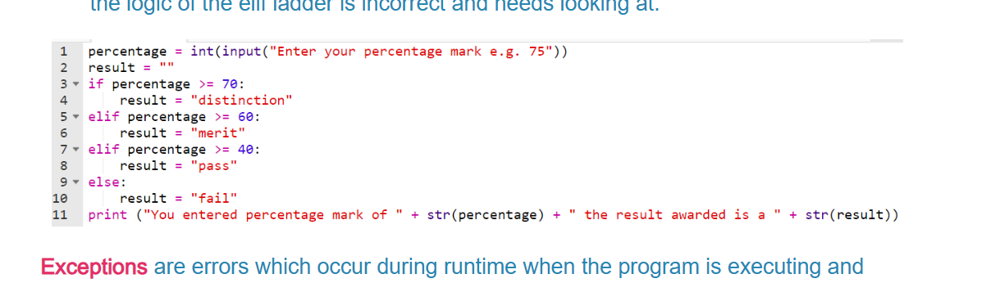 the logic of the elif ladder is incorrect and needs looking at.
1 percentage = int(input("Enter your percentage mark e.g. 75"))
2 result = ""
3 if percentage >= 70:
4 result = "distinction"
5 elif percentage >= 60:
6 result = "merit"
7 elif percentage >= 40:
8 result = "pass"
9 else:
10 result = "fail"
11 print ("You entered percentage mark of " + str(percentage) + " the result awarded is a " + str(result))
Exceptions are errors which occur during runtime when the program is executing and